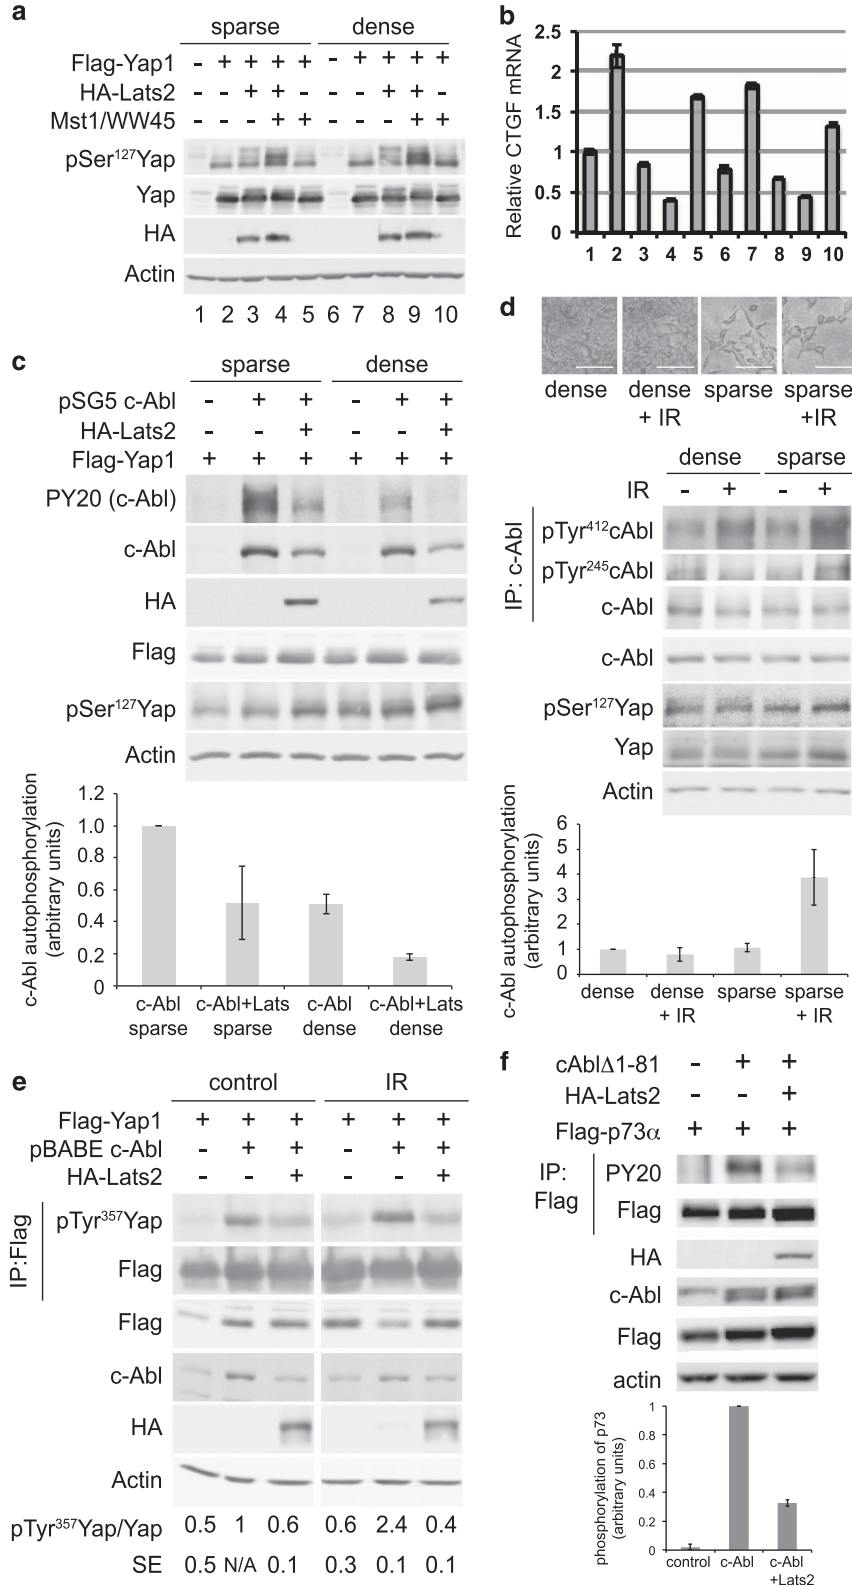 a
sparse dense
Flag-Yap1 - + + + + - + + + +
HA-Lats2 - - + + - - - + + -
Mst1/WW45 - - - + + - - - + +
pSer127Yap
Yap
HA
Actin
1 2 3 4 5 6 7 8 9 10
b
Relative CTGF mRNA
2.5
2
1.5
1
0.5
0
1 2 3 4 5 6 7 8 9 10
c
sparse dense
pSG5 c-Abl - + + - + +
HA-Lats2 - - + - - +
Flag-Yap1 + + + + + +
PY20 (c-Abl)
c-Abl
HA
Flag
pSer127Yap
Actin
c-Abl autophosphorylation
(arbitrary units)
1.2
1.0
0.8
0.6
0.4
0.2
0
c-Abl c-Abl+Lats c-Abl c-Abl+Lats
sparse sparse dense dense
d
dense dense sparse sparse
+ IR +IR
dense sparse
IR - + - +
IP: c-Abl
pTyr412cAbl
pTyr245cAbl
c-Abl
c-Abl
pSer127Yap
Yap
Actin
c-Abl autophosphorylation
(arbitrary units)
6
5
4
3
2
1
0
dense dense sparse sparse
+ IR + IR
e
control IR
Flag-Yap1 + + + + + +
pBABE c-Abl - + + - + +
HA-Lats2 - - + - - +
IP:Flag
pTyr357Yap
Flag
Flag
c-Abl
HA
Actin
pTyr357Yap/Yap 0.5 1 0.6 0.6 2.4 0.4
SE 0.5 N/A 0.1 0.3 0.1 0.1
f
cAblΔ1-81 - + +
HA-Lats2 - - +
Flag-p73α + + +
IP:
Flag
PY20
Flag
HA
c-Abl
Flag
actin
phosphorylation of p73
(arbitrary units)
1
0.8
0.6
0.4
0.2
0
control c-Abl c-Abl
+Lats2